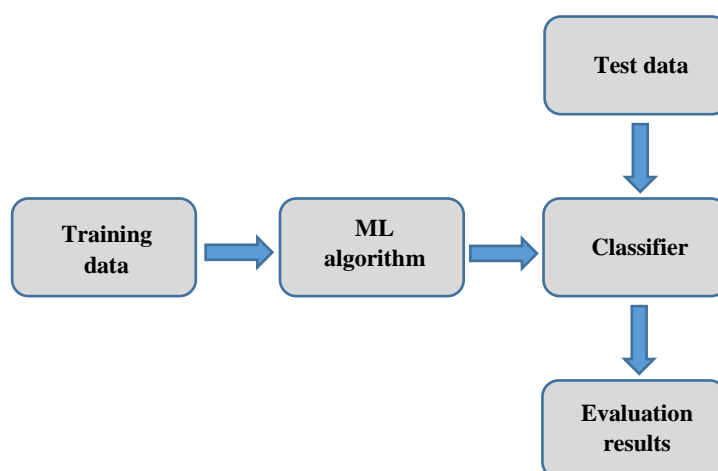 Test data
Training
data
ML
algorithm
Classifier
Evaluation
results